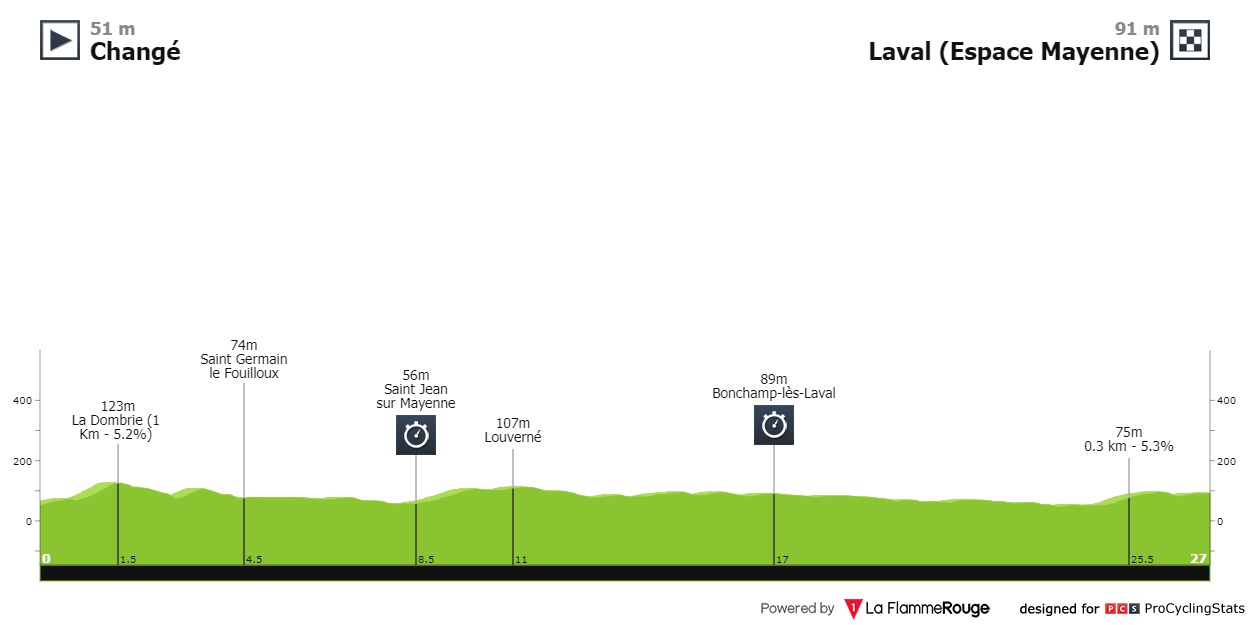 51 m
Changé
91 m
Laval (Espace Mayenne)
74m
Saint Germain
le Fouilloux
123m
La Dombrie (1
Km - 5.2%)
56m
Saint Jean
sur Mayenne
107m
Louverné
89m
Bonchamp-lès-Laval
75m
0.3 km - 5.3%
400
200
0
400
200
0
0
1.5
4.5
8.5
11
17
25.5
27
Powered by 1 La FlammeRouge designed for PCS ProCyclingStats